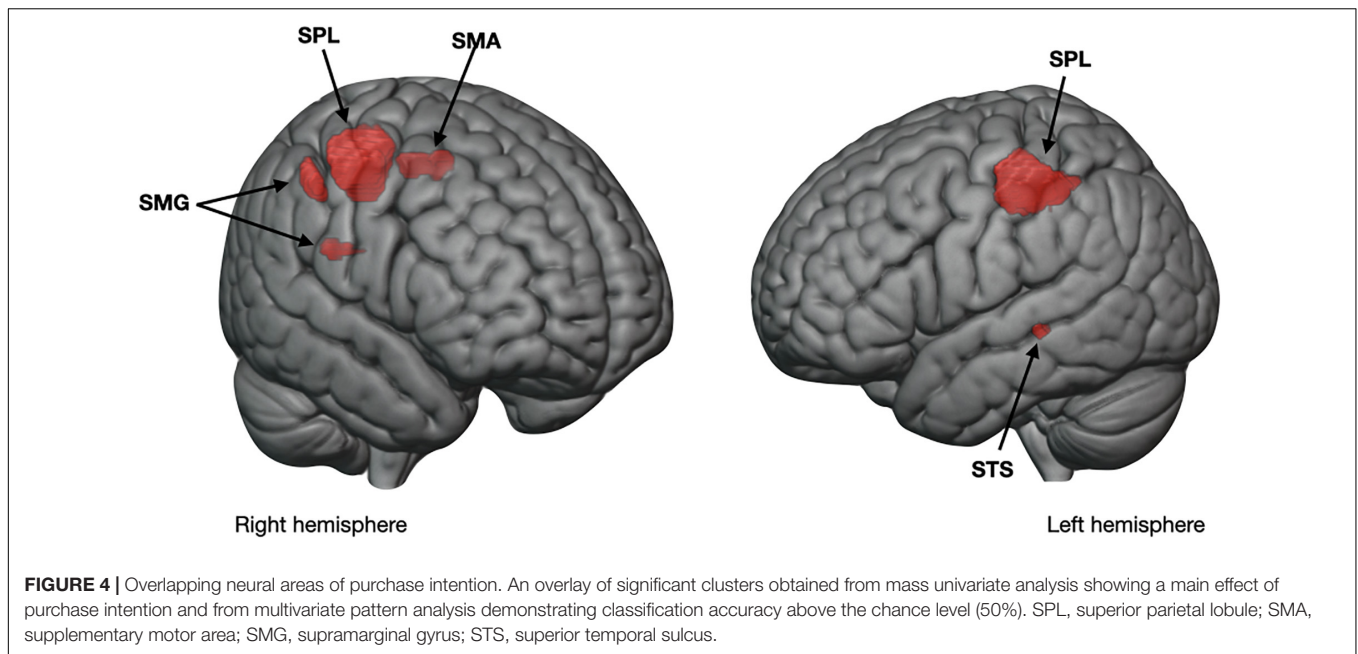 SPL
SMA
SPL
SMG
STS
Right hemisphere
Left hemisphere
FIGURE 4 | Overlapping neural areas of purchase intention. An overlay of significant clusters obtained from mass univariate analysis showing a main effect of
purchase intention and from multivariate pattern analysis demonstrating classification accuracy above the chance level (50%). SPL, superior parietal lobule; SMA,
supplementary motor area; SMG, supramarginal gyrus; STS, superior temporal sulcus.